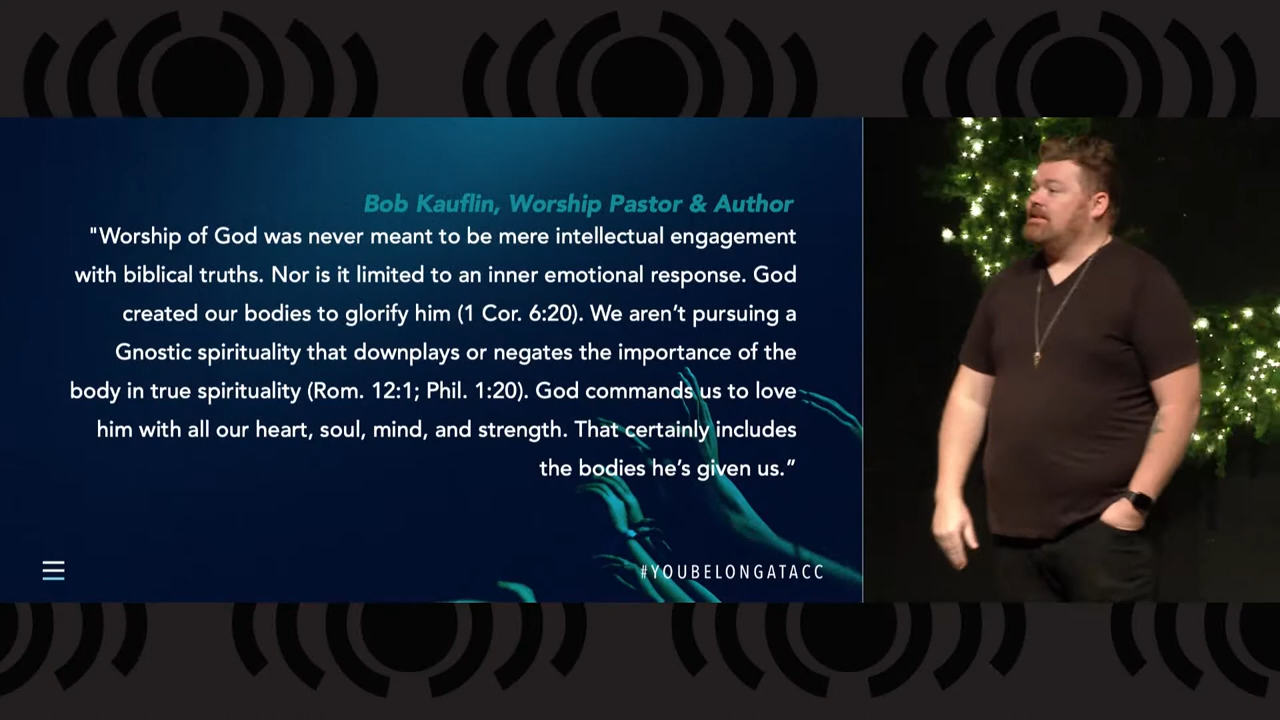 Bob Kauflin, Worship Pastor & Author
"Worship of God was never meant to be mere intellectual engagement
with biblical truths. Nor is it limited to an inner emotional response. God
created our bodies to glorify him (1 Cor. 6:20). We aren’t pursuing a
Gnostic spirituality that downplays or negates the importance of the
body in true spirituality (Rom. 12:1; Phil. 1:20). God commands us to love
him with all our heart, soul, mind, and strength. That certainly includes
the bodies he’s given us.”
#YOUBELONGATACC